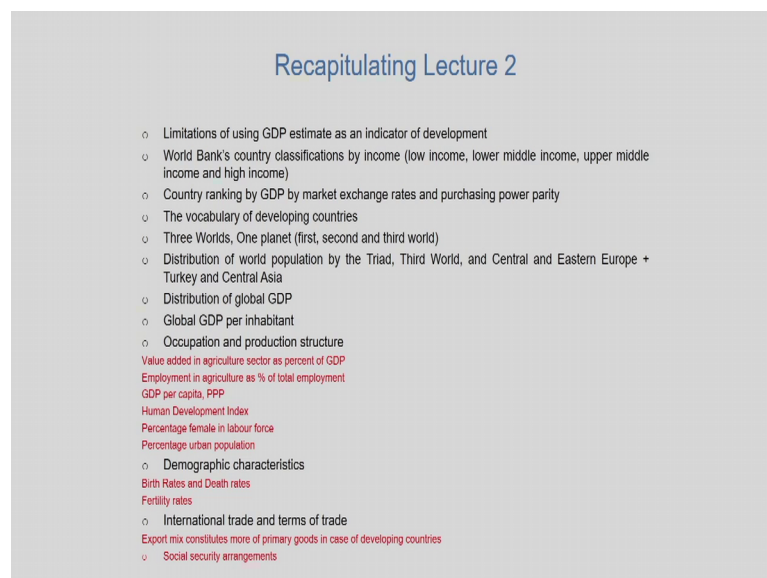 Recapitulating Lecture 2
Limitations of using GDP estimate as an indicator of development
World Bank's country classifications by income (low income, lower middle income, upper middle
income and high income)
Country ranking by GDP by market exchange rates and purchasing power parity
The vocabulary of developing countries
Three Worlds, One planet (first, second and third world)
Distribution of world population by the Triad, Third World, and Central and Eastern Europe +
Turkey and Central Asia
Distribution of global GDP
Global GDP per inhabitant
Occupation and production structure
Value added in agriculture sector as percent of GDP
Employment in agriculture as % of total employment
GDP per capita, PPP
Human Development Index
Percentage female in labour force
Percentage urban population
Demographic characteristics
Birth Rates and Death rates
Fertility rates
International trade and terms of trade
Export mix constitutes more of primary goods in case of developing countries
Social security arrangements